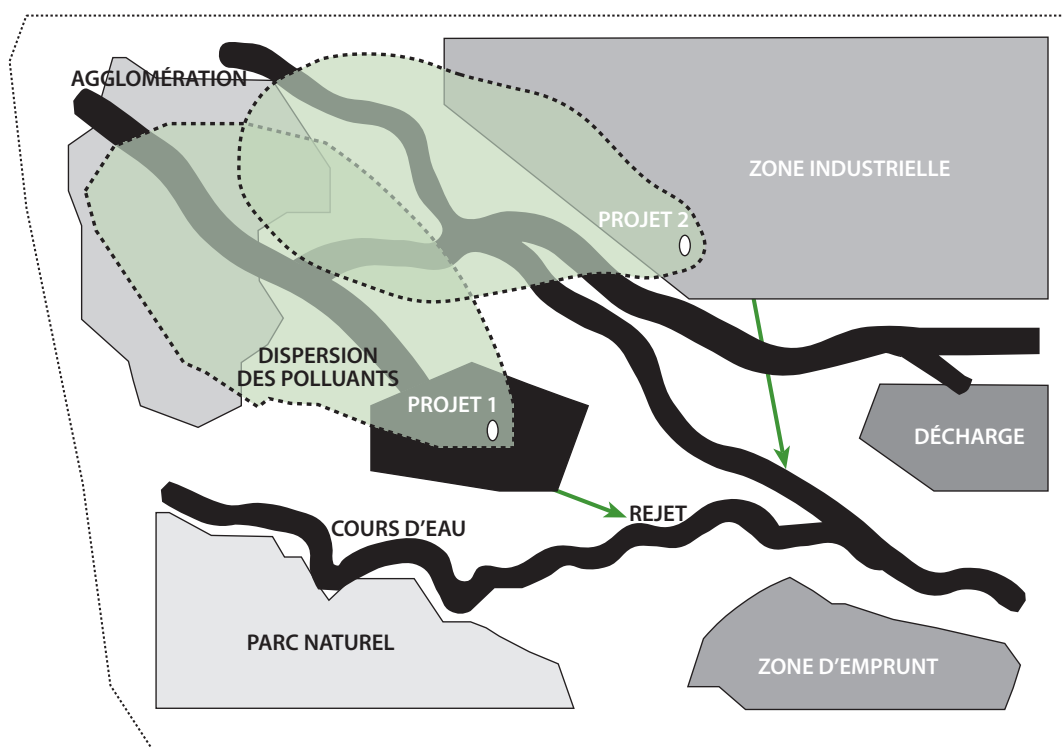 AGGLOMÉRATION
ZONE INDUSTRIELLE
PROJET 2
DISPERSION
DES POLLUANTS
PROJET 1
DÉCHARGE
REJET
COURS D’EAU
PARC NATUREL
ZONE D’EMPRUNT